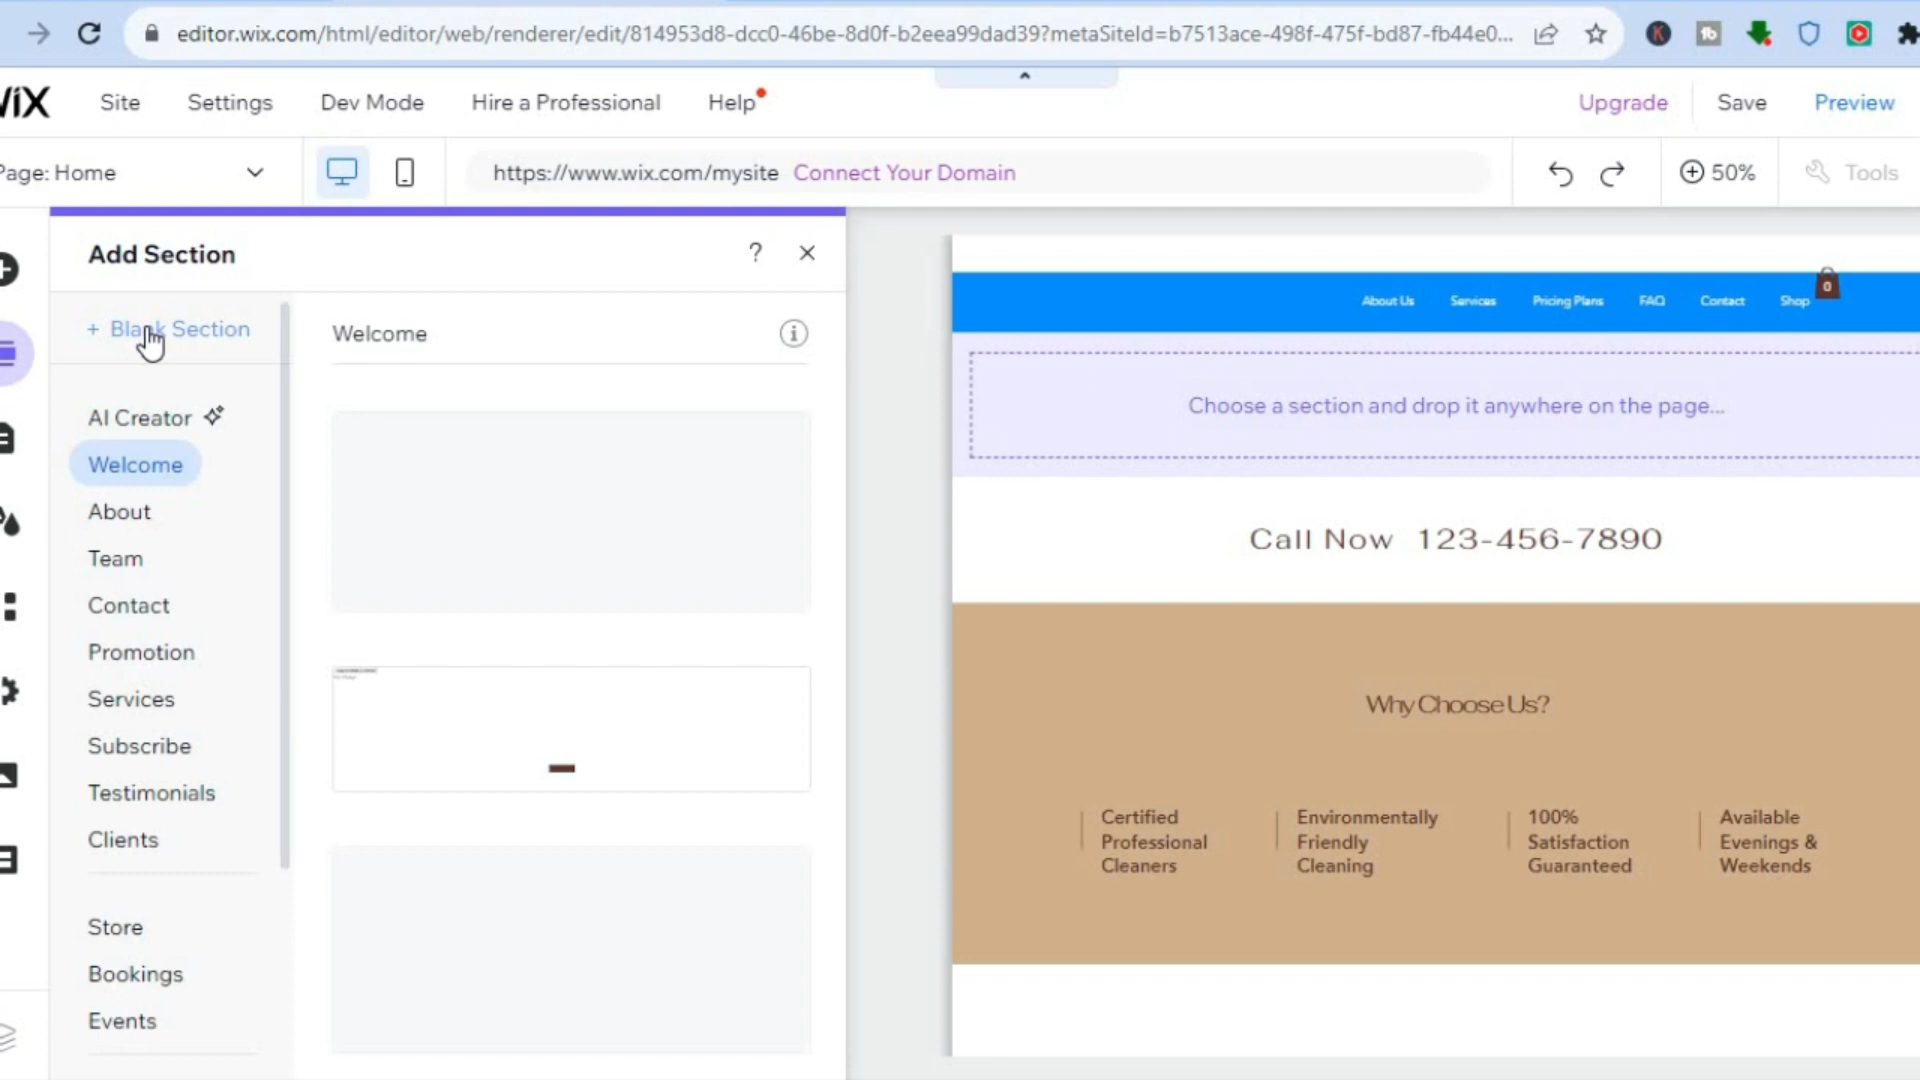 editor.wix.com/html/editor/web/renderer/edit/814953d8-dcc0-46be-8d0f-b2eea99dad39?metaSiteId=b7513ace-498f-475f-bd87-fb44e0...
WiX Site Settings Dev Mode Hire a Professional Help Upgrade Save Preview
Page: Home https://www.wix.com/mysite Connect Your Domain 50% Tools
Add Section ?
+ Blank Section
AI Creator
Welcome
About
Team
Contact
Promotion
Services
Subscribe
Testimonials
Clients
Store
Bookings
Events
Welcome
About Us Services Pricing Plans FAQ Contact Shop 0
Choose a section and drop it anywhere on the page...
Call Now 123-456-7890
Why Choose Us?
Certified
Professional
Cleaners
Environmentally
Friendly
Cleaning
100%
Satisfaction
Guaranteed
Available
Evenings &
Weekends